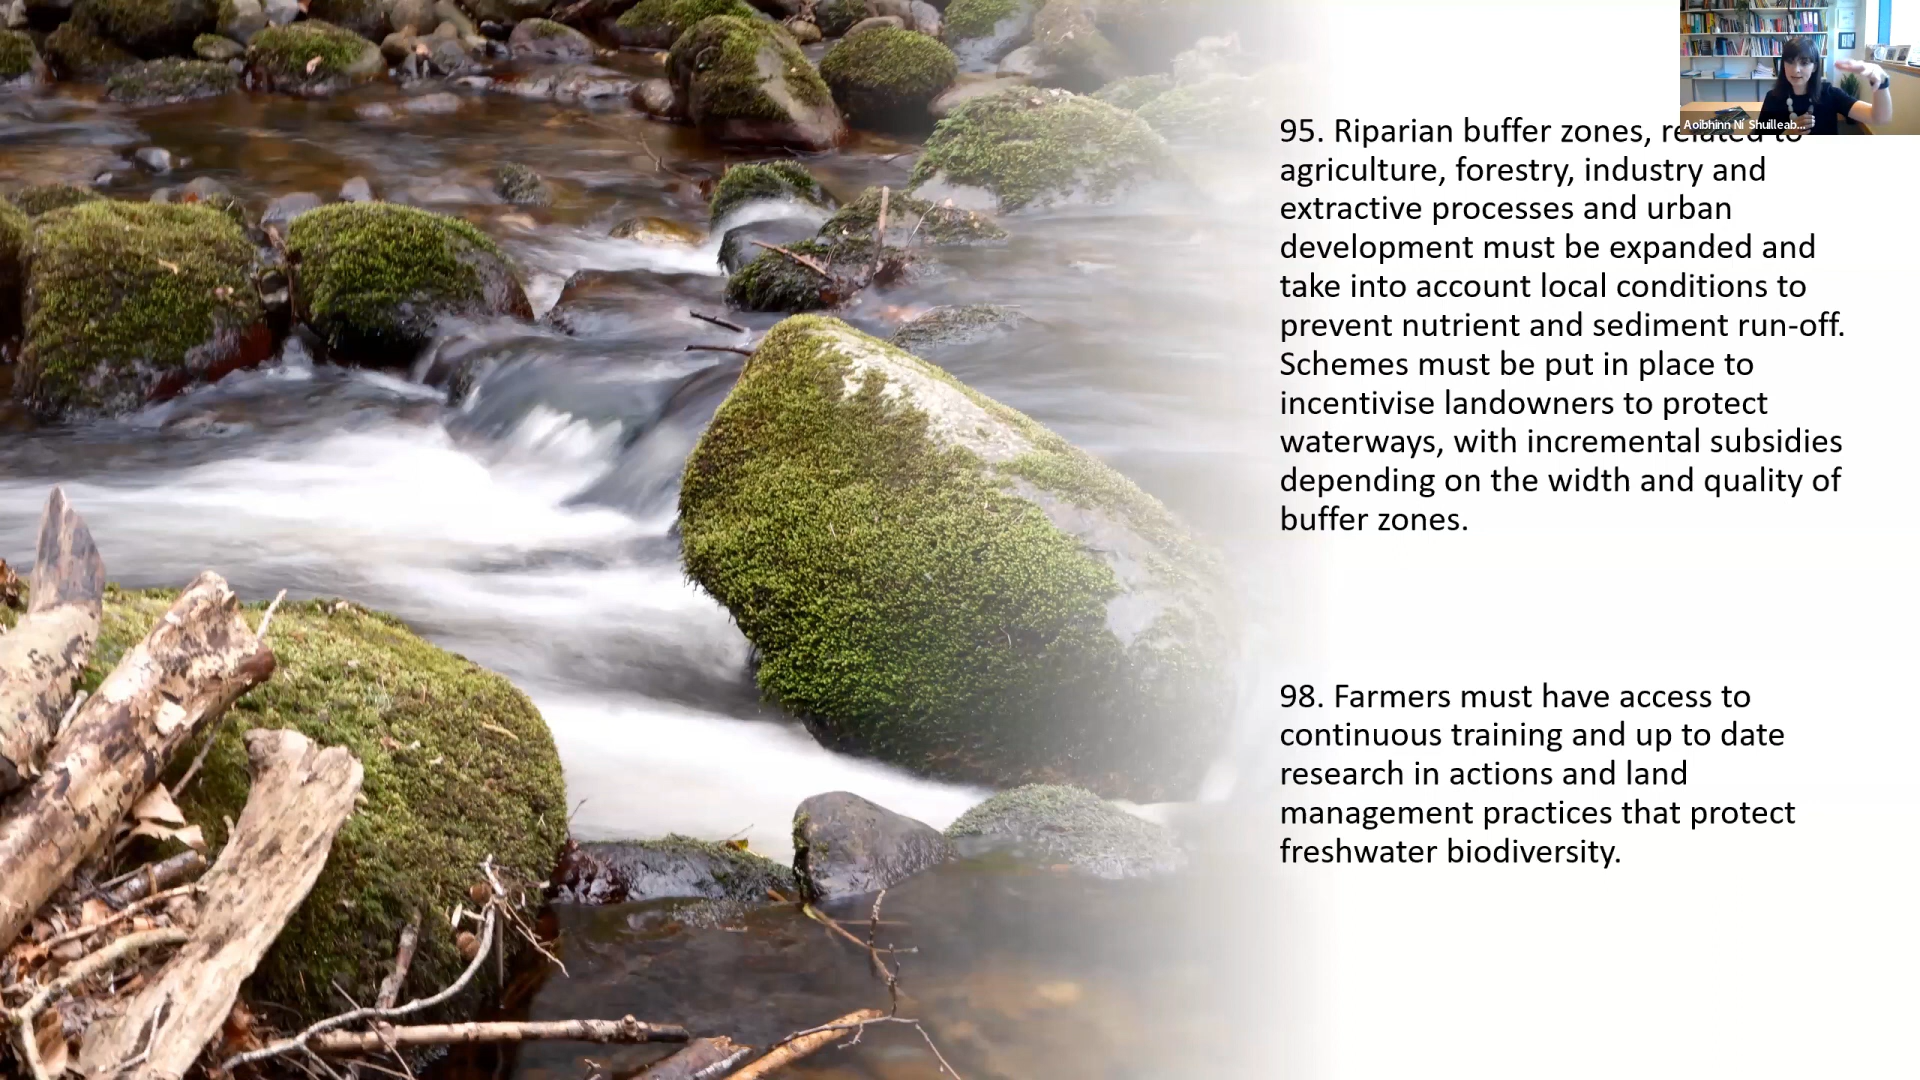 Aoibhinn Ní Shuilleab...
95. Riparian buffer zones, related to
agriculture, forestry, industry and
extractive processes and urban
development must be expanded and
take into account local conditions to
prevent nutrient and sediment run-off.
Schemes must be put in place to
incentivise landowners to protect
waterways, with incremental subsidies
depending on the width and quality of
buffer zones.
98. Farmers must have access to
continuous training and up to date
research in actions and land
management practices that protect
freshwater biodiversity.